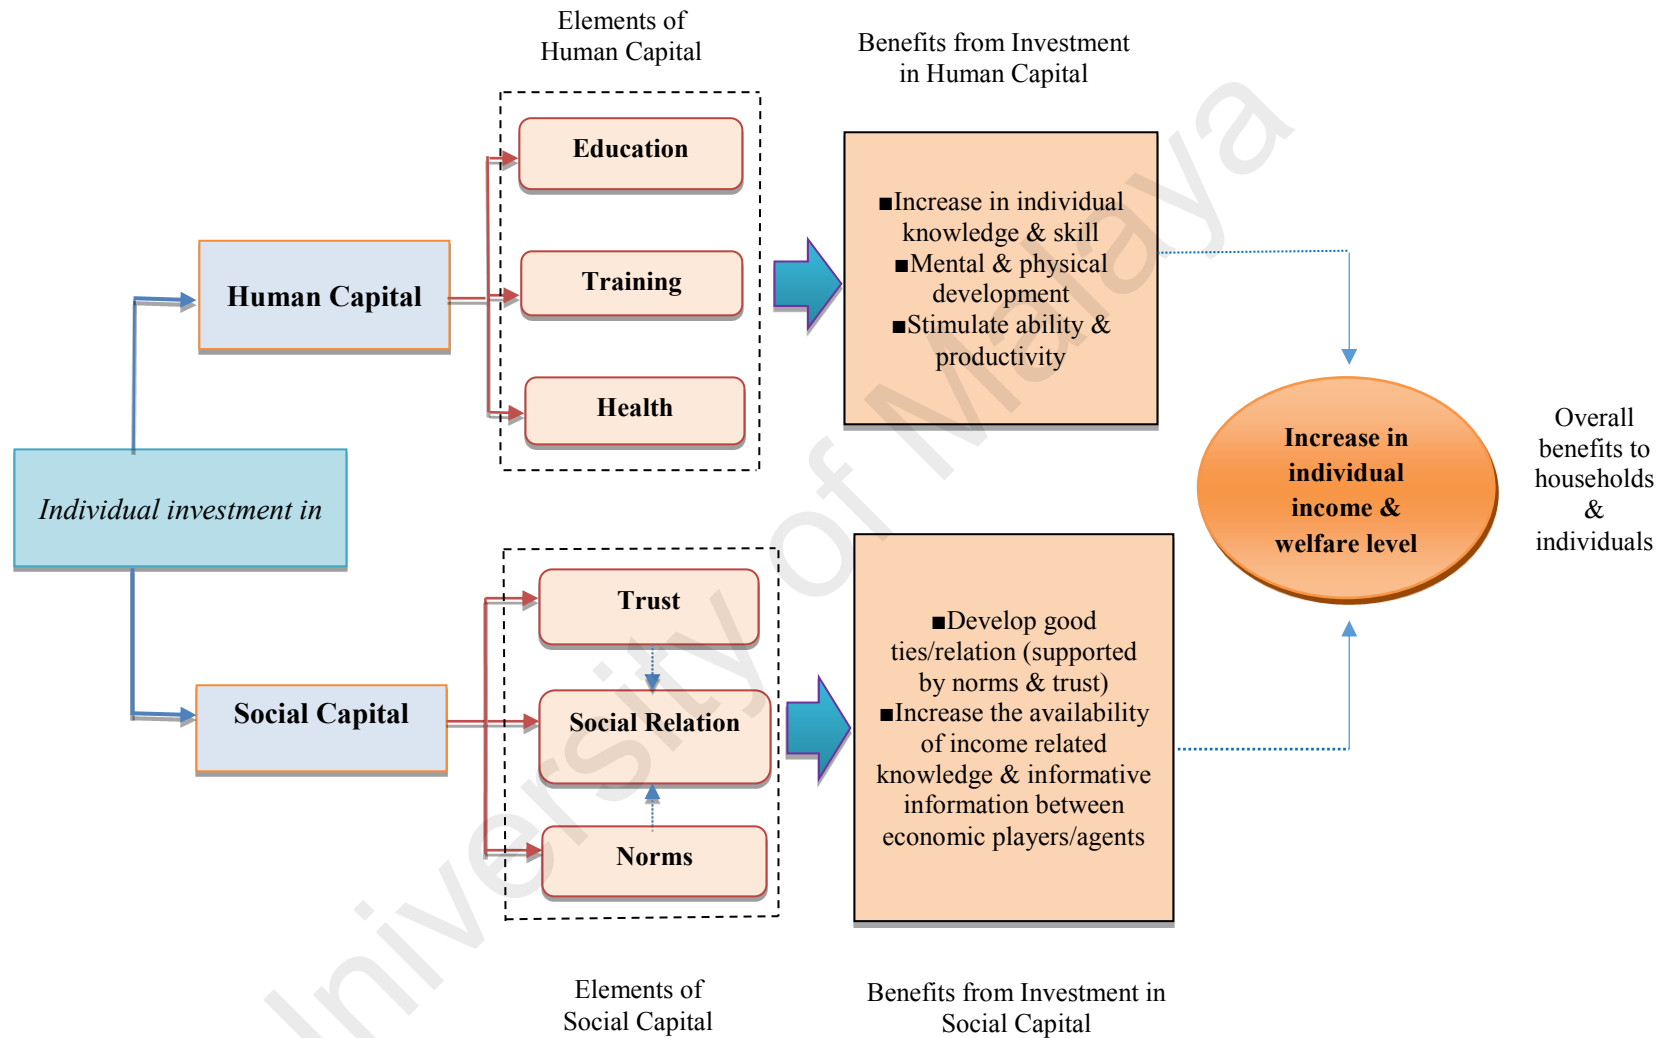 Elements of
Human Capital
Benefits from Investment
in Human Capital
Education
Training
Health
Human Capital
■Increase in individual
knowledge & skill
■Mental & physical
development
■Stimulate ability &
productivity
Individual investment in
Increase in
individual
income &
welfare level
Overall
benefits to
households
&
individuals
Trust
Social Relation
Norms
Social Capital
■Develop good
ties/relation (supported
by norms & trust)
■Increase the availability
of income related
knowledge & informative
information between
economic players/agents
Elements of
Social Capital
Benefits from Investment in
Social Capital
University of Malaya